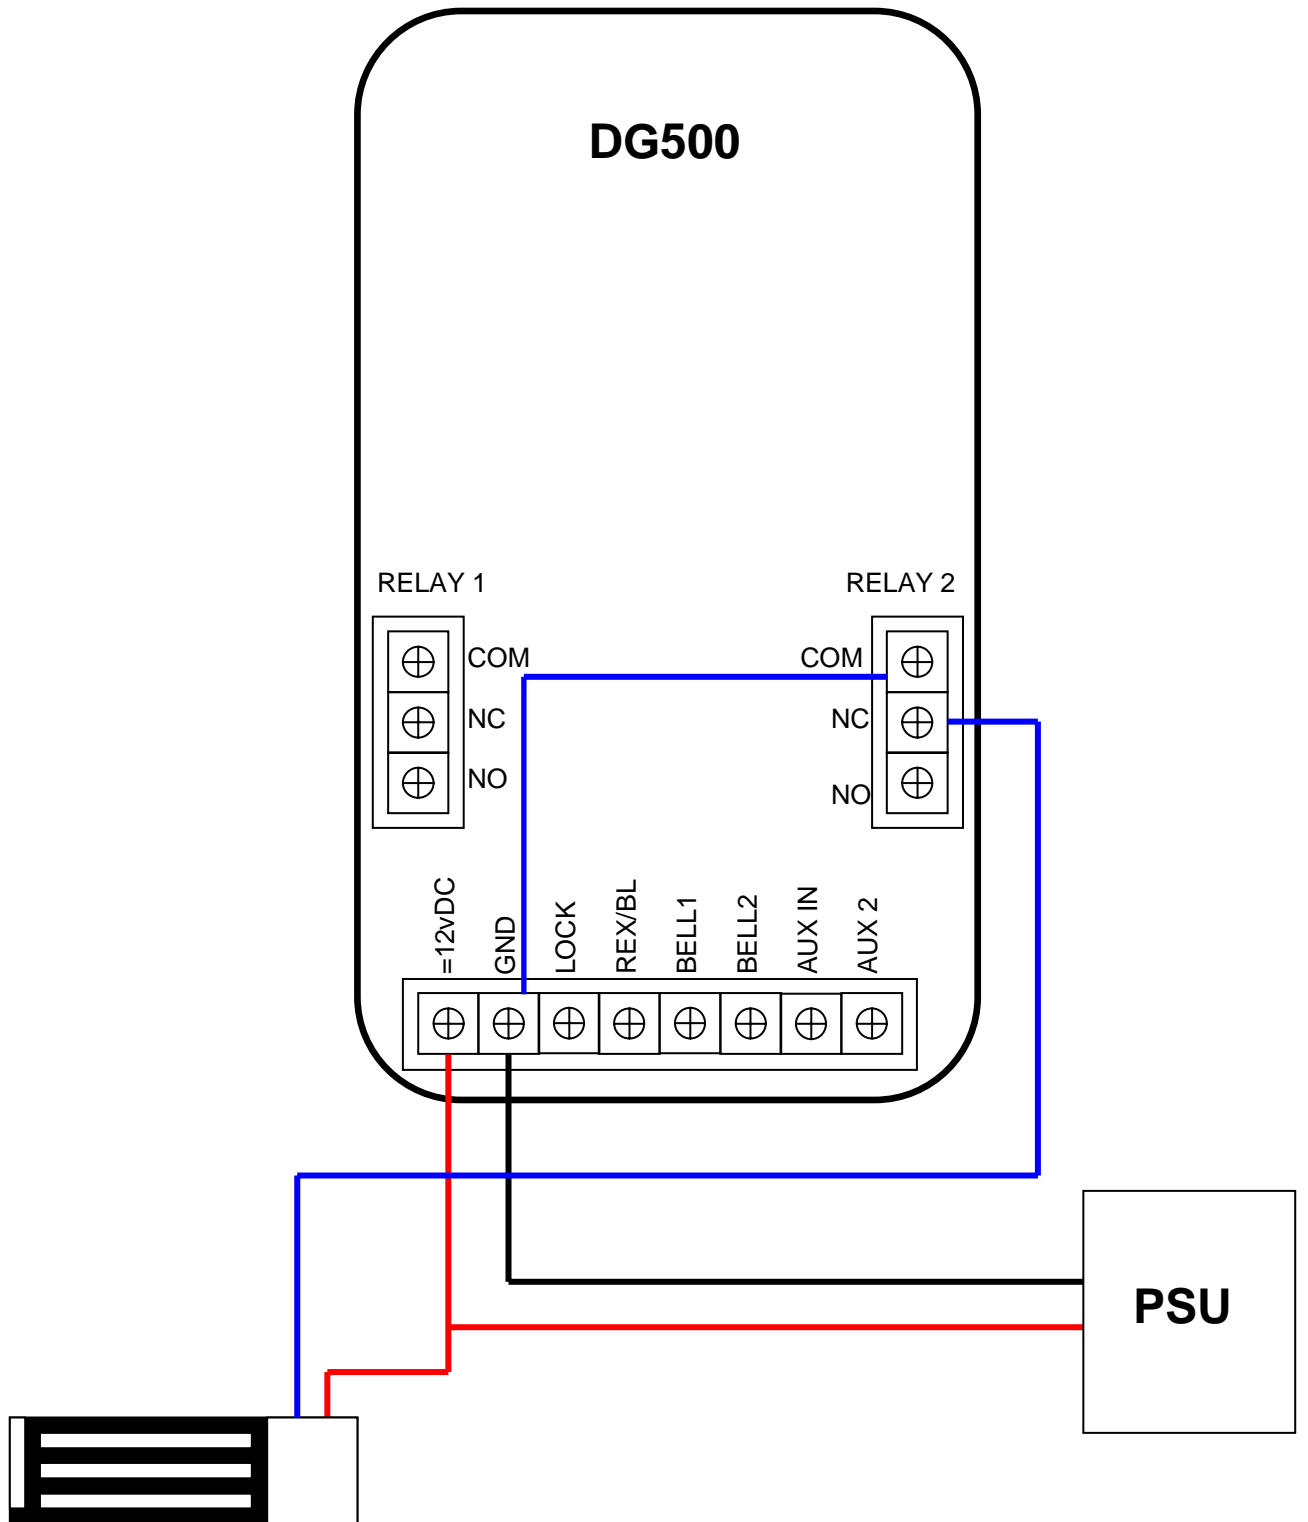 DG500
RELAY 1
RELAY 2
COM
COM
NC
NC
NO
NO
=12vDC
GND
LOCK
REX/BL
BELL1
BELL2
AUX IN
AUX 2
PSU